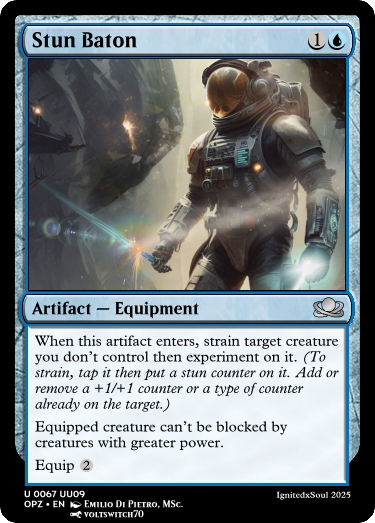 Stun Baton 1
Artifact — Equipment
When this artifact enters, strain target creature
you don't control then experiment on it. (To
strain, tap it then put a stun counter on it. Add or
remove a +1/+1 counter or a type of counter
already on the target.)
Equipped creature can't be blocked by
creatures with greater power.
Equip 2
U 0067 UU09
OPZ • EN Emilio Di Pietro, MSc.
voltswitch70
IgnitedxSoul 2025